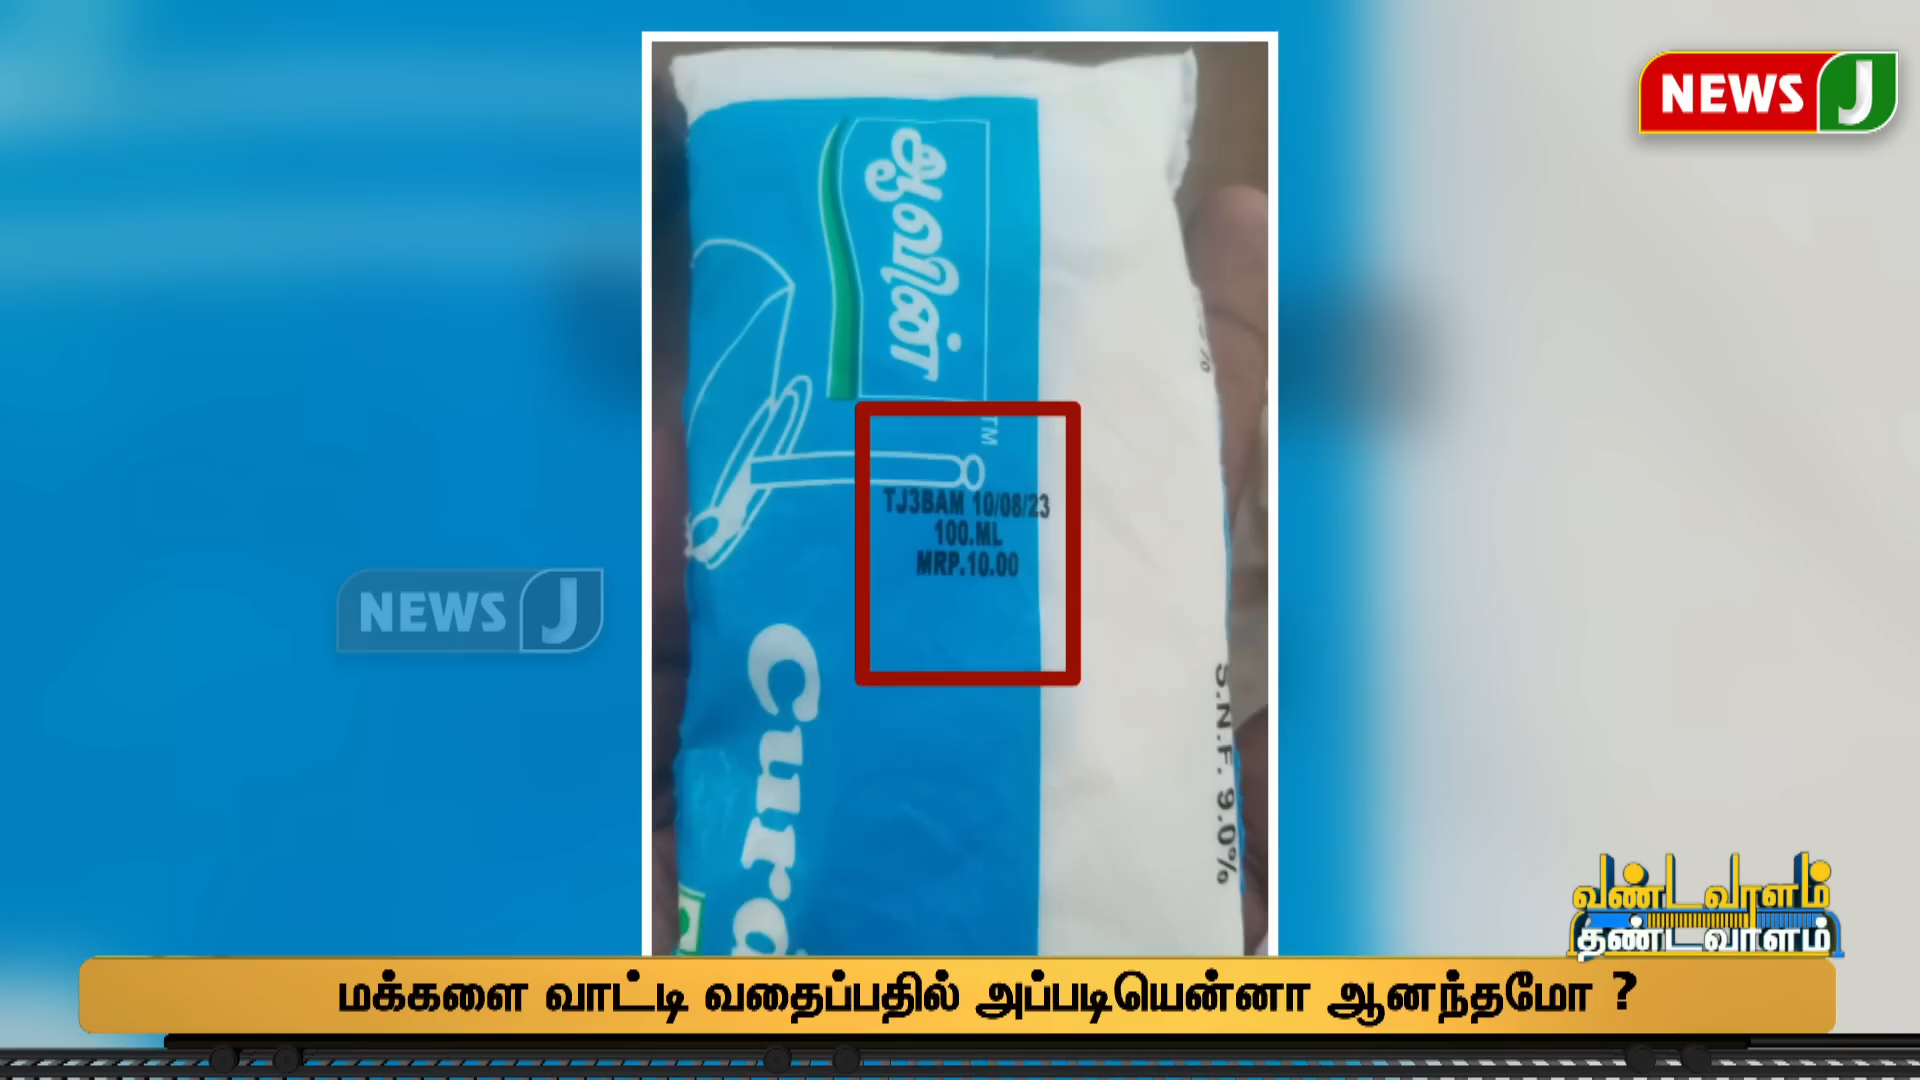 NEWS J
ஆவின்
TM
TJ3BAM 10/08/23
100.ML
MRP.10.00
NEWS J
Curd
S.N.F. 9.0%
வண்டவாளம்
தண்டவாளம்
மக்களை வாட்டி வதைப்பதில் அப்படியென்னா ஆனந்தமோ ?